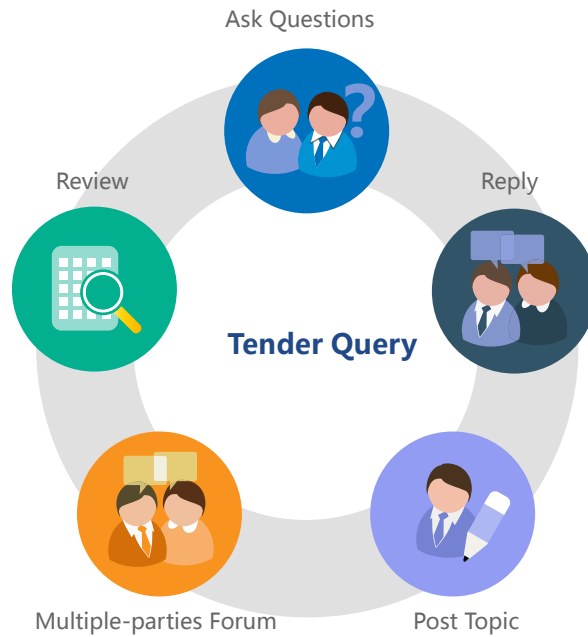 Ask Questions
Review
Reply
Tender Query
Multiple-parties Forum
Post Topic
?